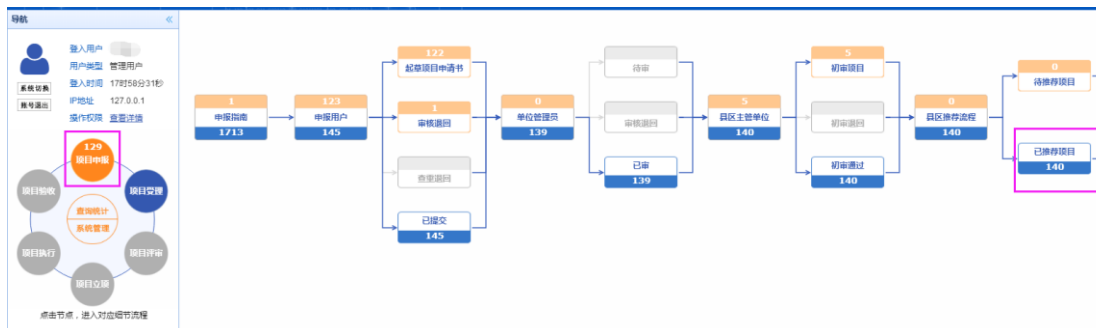 导航
登入用户
用户类型 管理用户
登入时间 17时58分31秒
IP地址 127.0.0.1
操作权限 查看详情
系统切换
账号退出
129
项目申报
项目验收
项目受理
查询统计
系统管理
项目执行
项目评审
项目立项
点击节点，进入对应细节流程
1
申报指南
1713
123
申报用户
145
122
起草项目申请书
1
审核退回
查重退回
已提交
145
0
单位管理员
139
待审
审核退回
已审
139
5
县区主管单位
140
5
初审项目
初审退回
初审通过
140
0
县区推荐流程
140
0
待推荐项目
已推荐项目
140